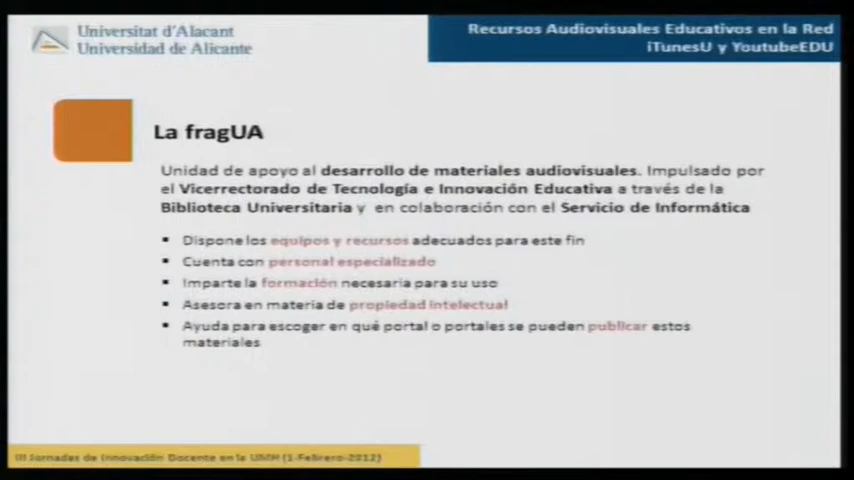 Universitat d'Alacant
Universidad de Alicante
Recursos Audiovisuales Educativos en la Red
iTunesU y YoutubeEDU
La fragUA
Unidad de apoyo al desarrollo de materiales audiovisuales. Impulsado por
el Vicerrectorado de Tecnología e Innovación Educativa a través de la
Biblioteca Universitaria y en colaboración con el Servicio de Informática
▪ Dispone los equipos y recursos adecuados para este fin
▪ Cuenta con personal especializado
▪ Imparte la formación necesaria para su uso
▪ Asesora en materia de propiedad intelectual
▪ Ayuda para escoger en qué portal o portales se pueden publicar estos
materiales
III Jornadas de Innovación Docente en la UMH (1-Febrero-2012)